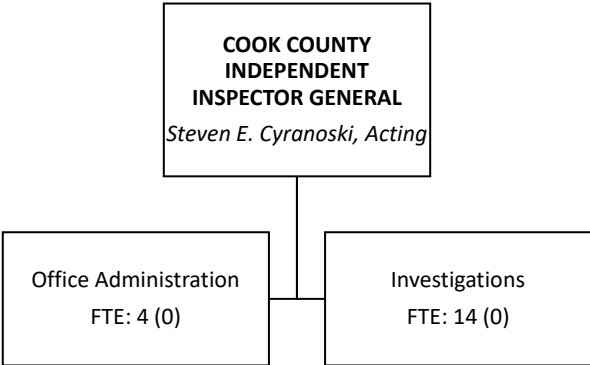 COOK COUNTY
INDEPENDENT
INSPECTOR GENERAL
Steven E. Cyranoski, Acting
Office Administration
FTE: 4 (0)
Investigations
FTE: 14 (0)